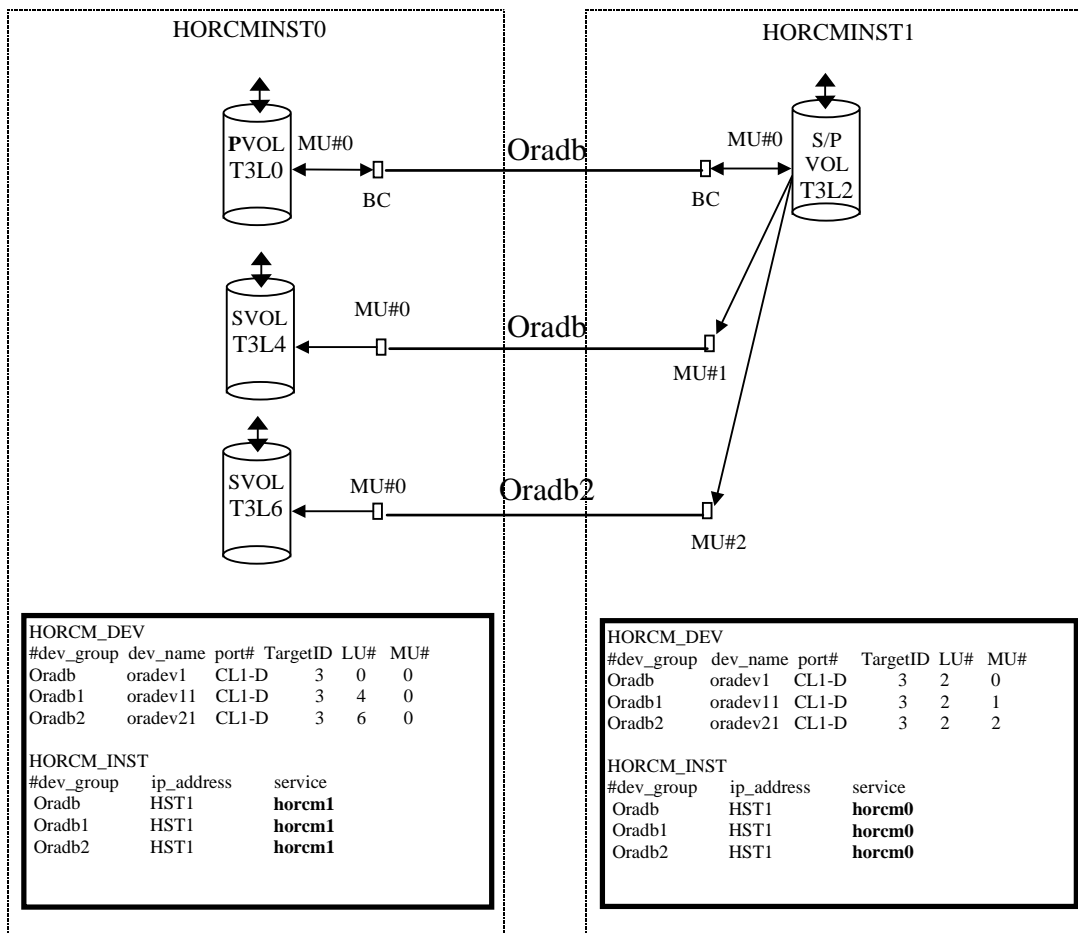 HORCMINST0
HORCMINST1
PVOL
T3L0
MU#0
BC
Oradb
BC
MU#0
S/P
VOL
T3L2
SVOL
T3L4
MU#0
Oradb
MU#1
SVOL
T3L6
MU#0
Oradb2
MU#2
HORCM_DEV
#dev_group dev_name port# TargetID LU# MU#
Oradb oradev1 CL1-D 3 0 0
Oradb1 oradev11 CL1-D 3 4 0
Oradb2 oradev21 CL1-D 3 6 0
HORCM_INST
#dev_group ip_address service
Oradb HST1 horcm1
Oradb1 HST1 horcm1
Oradb2 HST1 horcm1
HORCM_DEV
#dev_group dev_name port# TargetID LU# MU#
Oradb oradev1 CL1-D 3 2 0
Oradb1 oradev11 CL1-D 3 2 1
Oradb2 oradev21 CL1-D 3 2 2
HORCM_INST
#dev_group ip_address service
Oradb HST1 horcm0
Oradb1 HST1 horcm0
Oradb2 HST1 horcm0